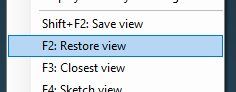 Shift+F2: Save view
F2: Restore view
F3: Closest view
F4: Sketch view